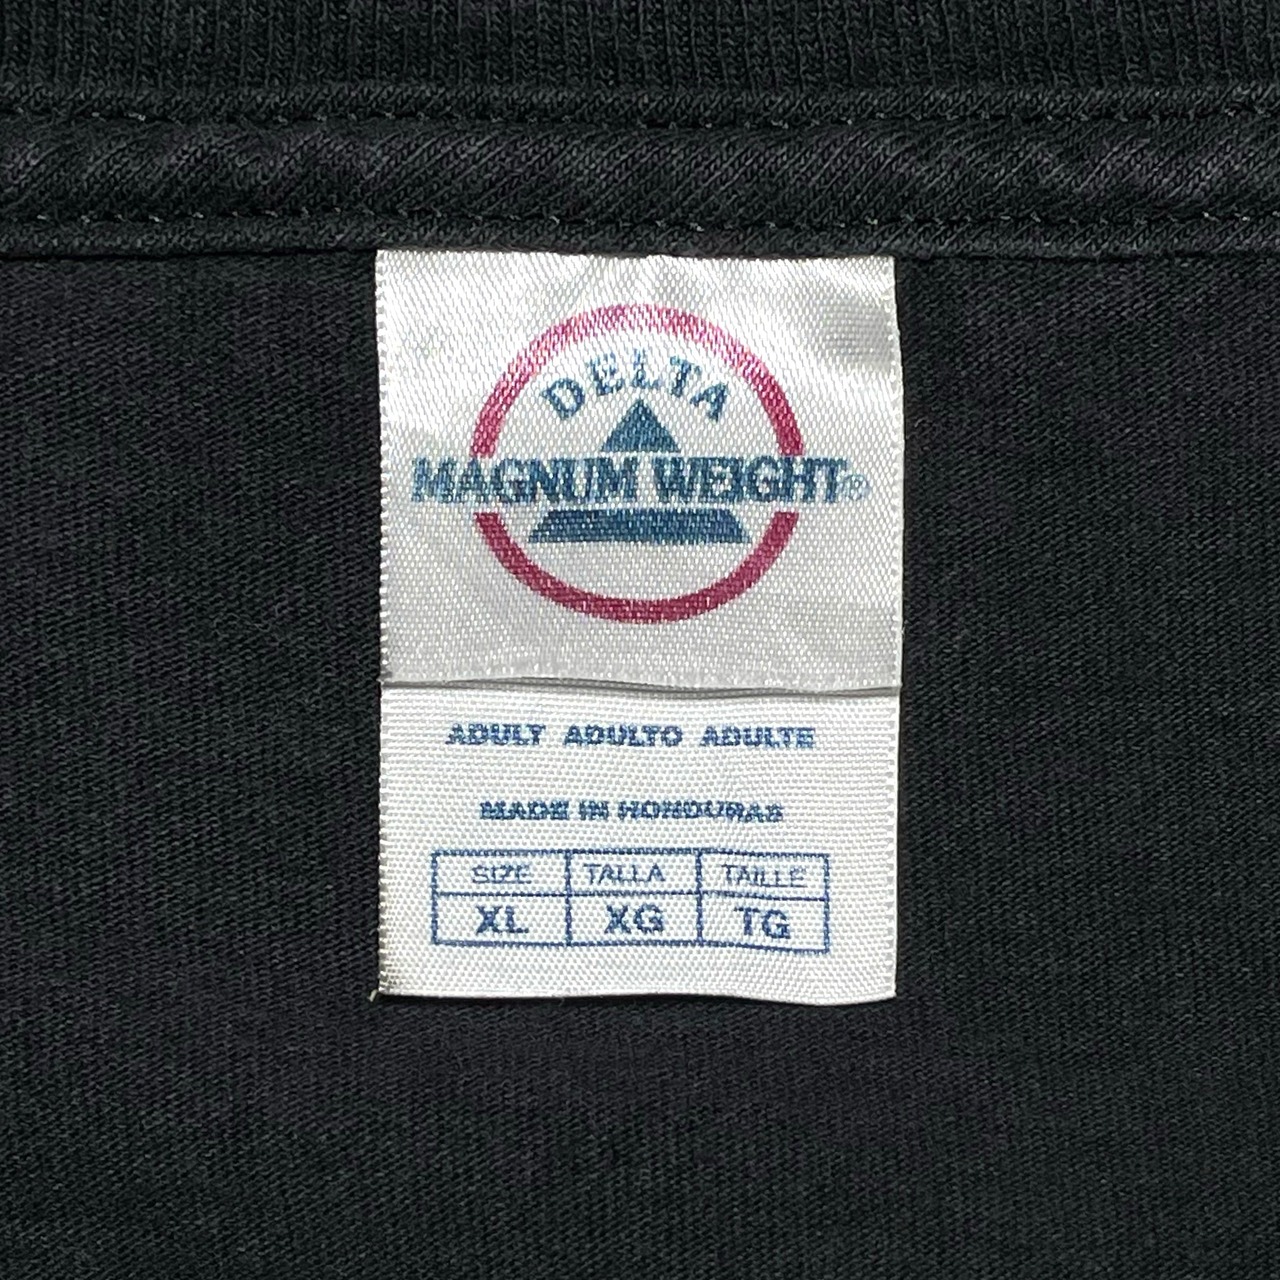 DELTA
MAGNUM WEIGHT®
ADULT ADULTO ADULTE
MADE IN HONDURAS
SIZE TALLA TAILLE
XL XG TG